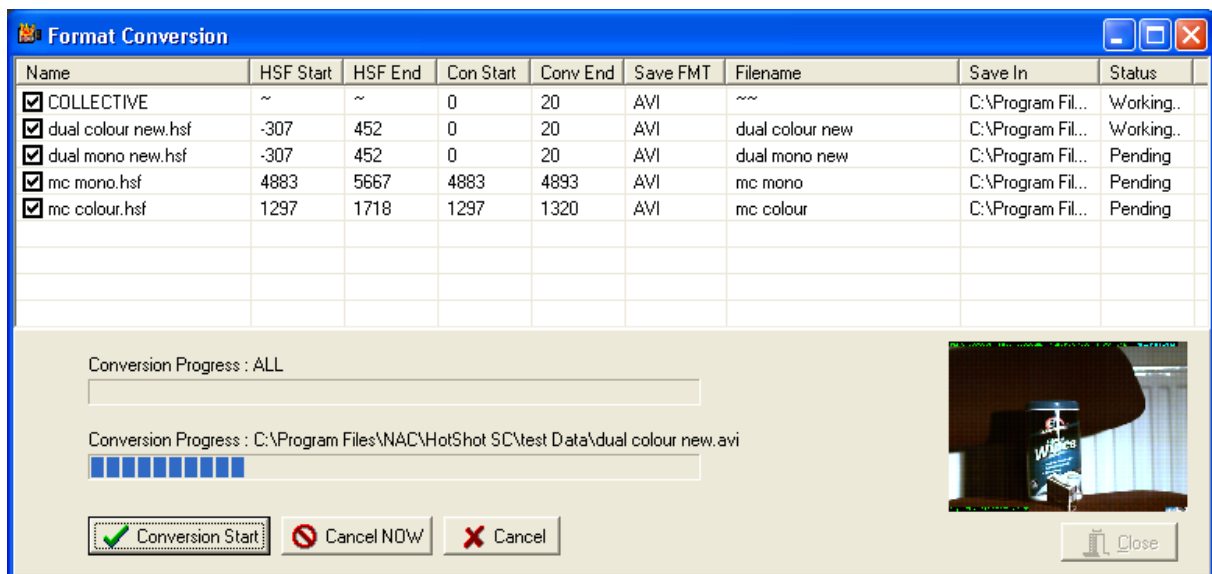 Format Conversion
Name HSF Start HSF End Con Start Conv End Save FMT Filename Save In Status
COLLECTIVE ~ ~ 0 20 AVI ~~ C:\Program Fil... Working..
dual colour new.hsf -307 452 0 20 AVI dual colour new C:\Program Fil... Working..
dual mono new.hsf -307 452 0 20 AVI dual mono new C:\Program Fil... Pending
mc mono.hsf 4883 5667 4883 4893 AVI mc mono C:\Program Fil... Pending
mc colour.hsf 1297 1718 1297 1320 AVI mc colour C:\Program Fil... Pending
Conversion Progress : ALL
Conversion Progress : C:\Program Files\NAC\HotShot SC\test Data\dual colour new.avi
Wipes
Conversion Start Cancel NOW Cancel Close